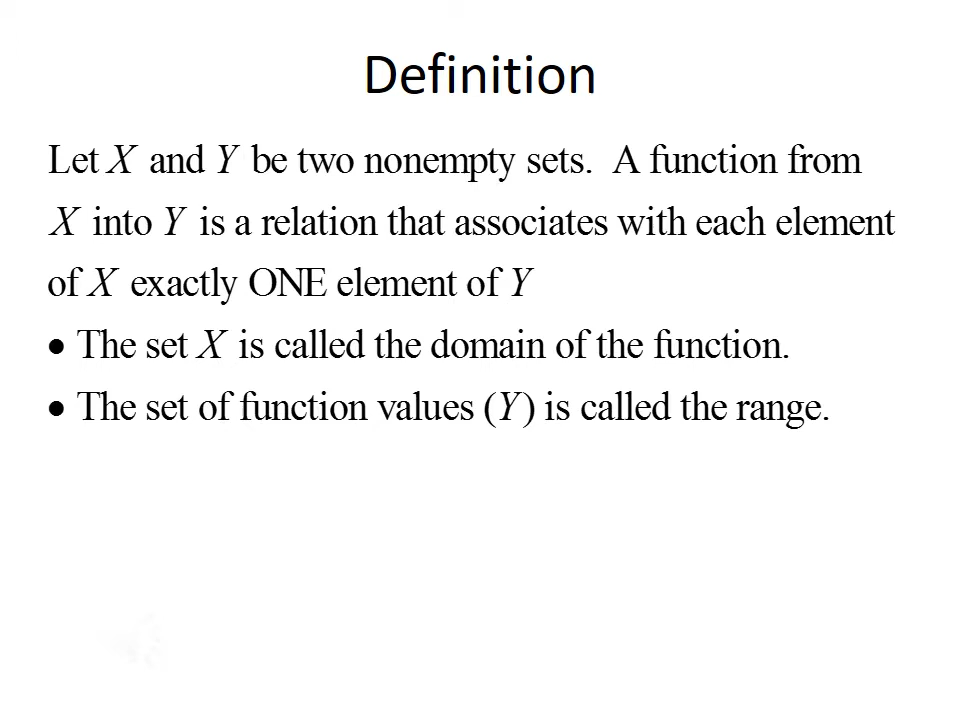 Definition
Let X and Y be two nonempty sets. A function from
X into Y is a relation that associates with each element
of X exactly ONE element of Y
• The set X is called the domain of the function.
• The set of function values (Y) is called the range.